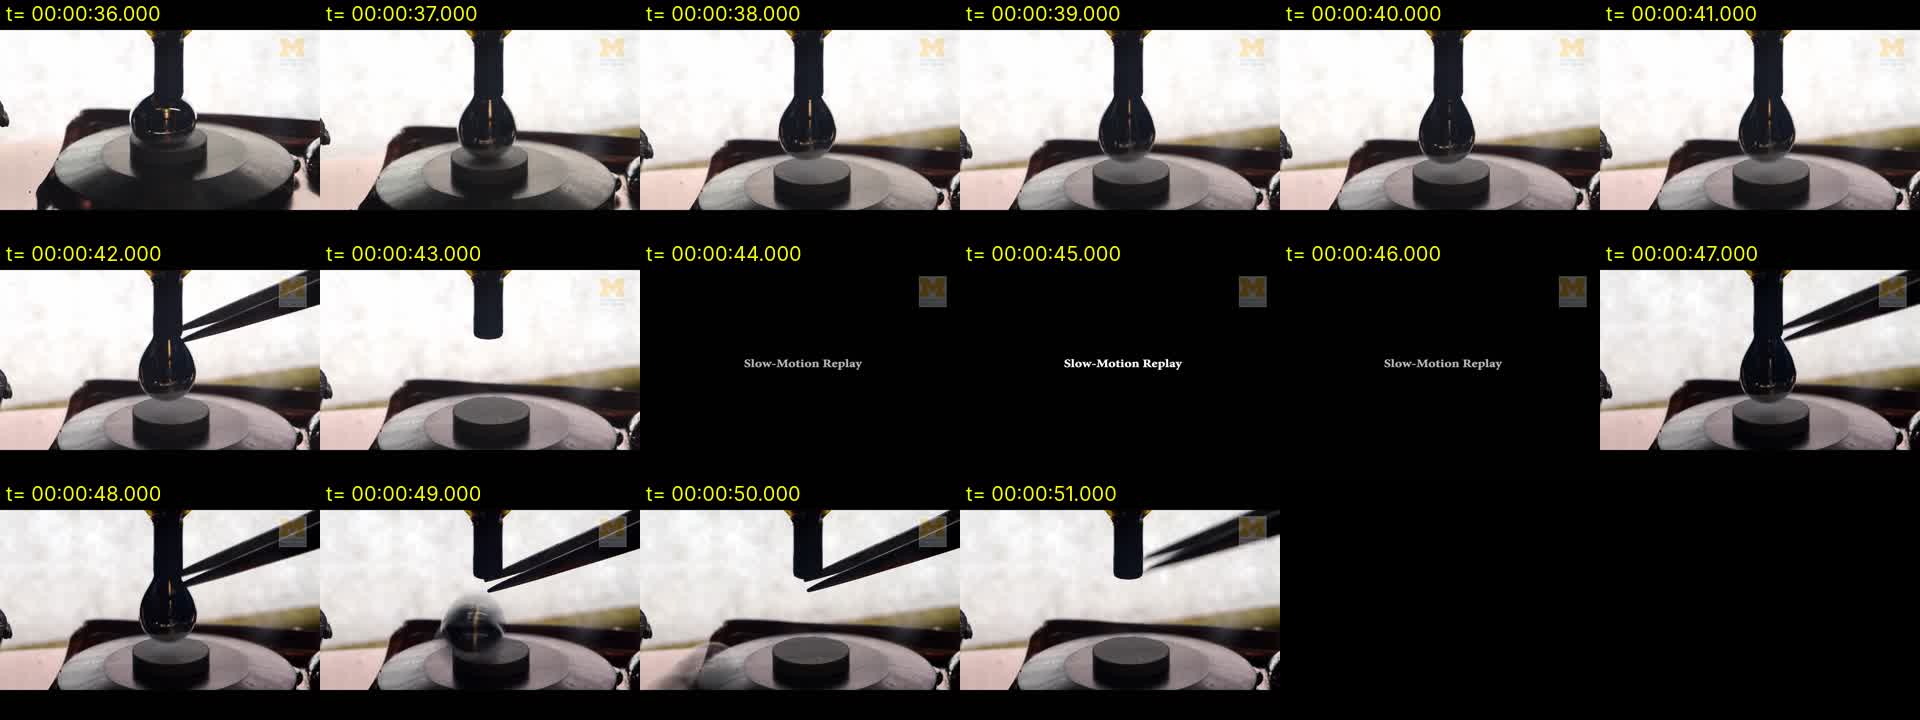 t= 00:00:36.000
t= 00:00:37.000
t= 00:00:38.000
t= 00:00:39.000
t= 00:00:40.000
t= 00:00:41.000
t= 00:00:42.000
t= 00:00:43.000
t= 00:00:44.000
t= 00:00:45.000
t= 00:00:46.000
t= 00:00:47.000
M
M
M
M
M
M
M
M
M
M
M
M
Slow-Motion Replay
Slow-Motion Replay
Slow-Motion Replay
t= 00:00:48.000
t= 00:00:49.000
t= 00:00:50.000
t= 00:00:51.000
M
M
M
M